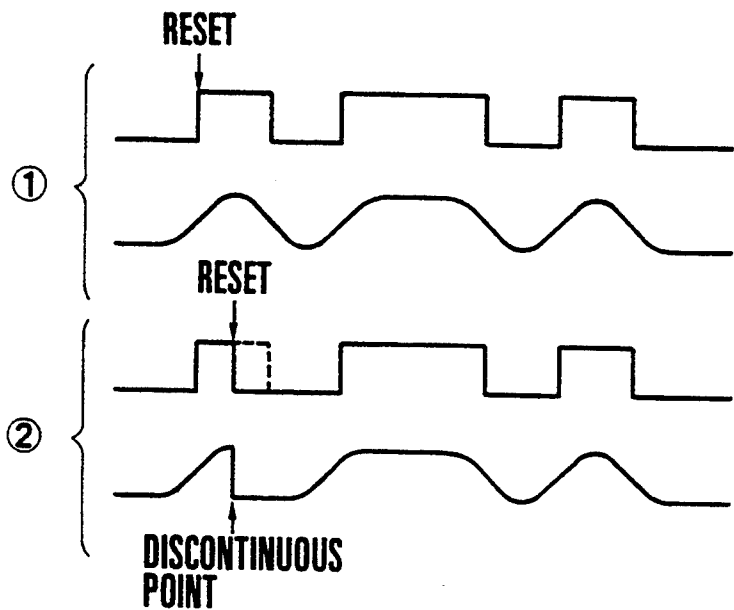 RESET
①
RESET
②
DISCONTINUOUS
POINT